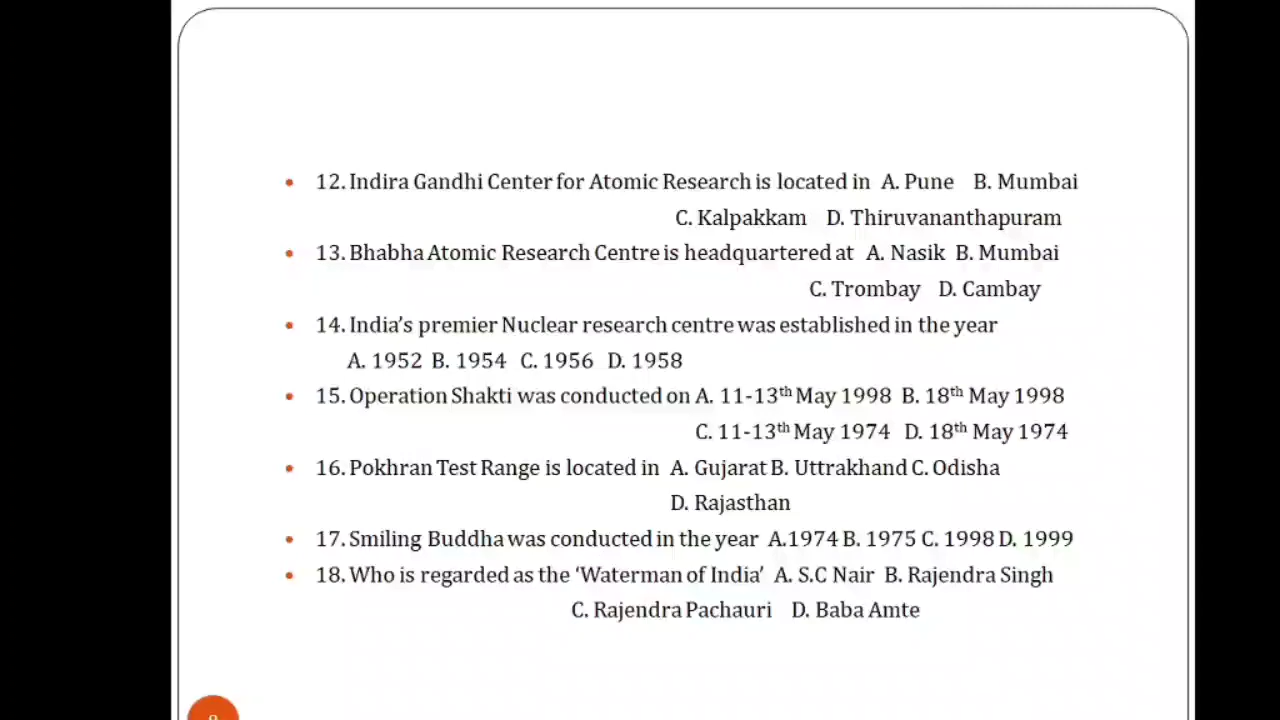 • 12. Indira Gandhi Center for Atomic Research is located in A. Pune B. Mumbai
C. Kalpakkam D. Thiruvananthapuram
• 13. Bhabha Atomic Research Centre is headquartered at A. Nasik B. Mumbai
C. Trombay D. Cambay
• 14. India’s premier Nuclear research centre was established in the year
A. 1952 B. 1954 C. 1956 D. 1958
• 15. Operation Shakti was conducted on A. 11-13th May 1998 B. 18th May 1998
C. 11-13th May 1974 D. 18th May 1974
• 16. Pokhran Test Range is located in A. Gujarat B. Uttrakhand C. Odisha
D. Rajasthan
• 17. Smiling Buddha was conducted in the year A.1974 B. 1975 C. 1998 D. 1999
• 18. Who is regarded as the ‘Waterman of India’ A. S.C Nair B. Rajendra Singh
C. Rajendra Pachauri D. Baba Amte